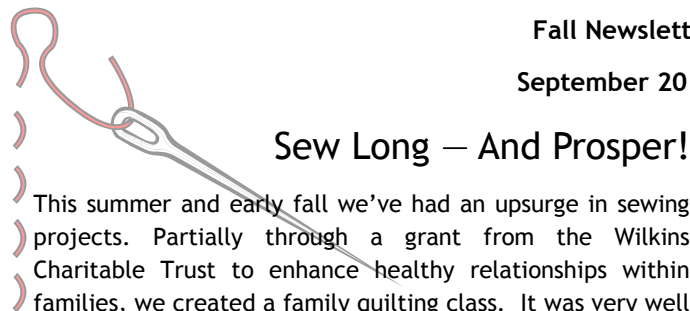 Fall Newslett
September 20
Sew Long — And Prosper!
This summer and early fall we’ve had an upsurge in sewing
projects. Partially through a grant from the Wilkins
Charitable Trust to enhance healthy relationships within
families, we created a family quilting class. It was very well